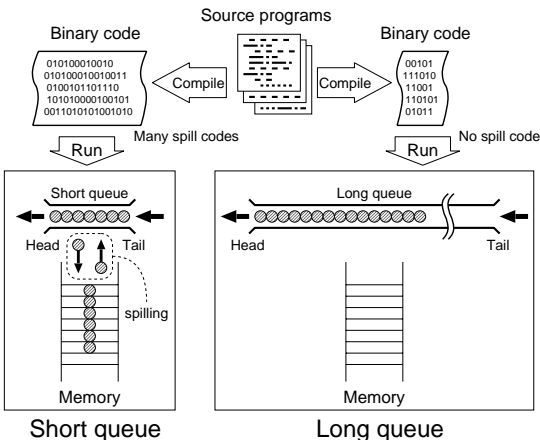 Source programs
Binary code
010100010010
010100010010011
0100101101110
101010000100101
0011010101001010
Compile
Compile
Binary code
00101
111010
11001
110101
01011
Many spill codes
Run
No spill code
Run
Short queue
Head
Tail
spilling
Memory
Short queue
Long queue
Head
Tail
Memory
Long queue